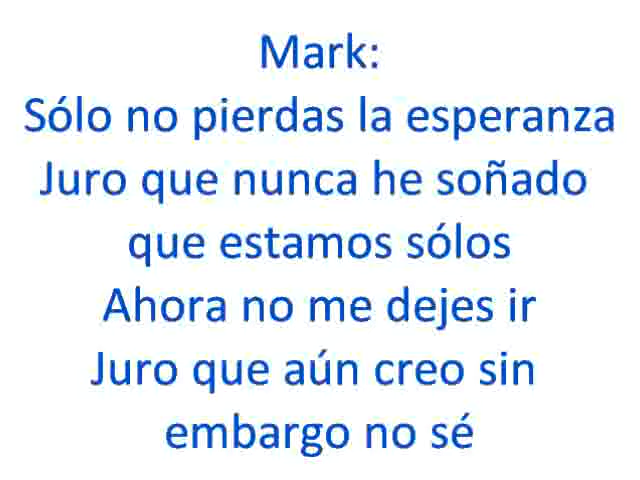 Mark:
Sólo no pierdas la esperanza
Juro que nunca he soñado
que estamos sólos
Ahora no me dejes ir
Juro que aún creo sin
embargo no sé